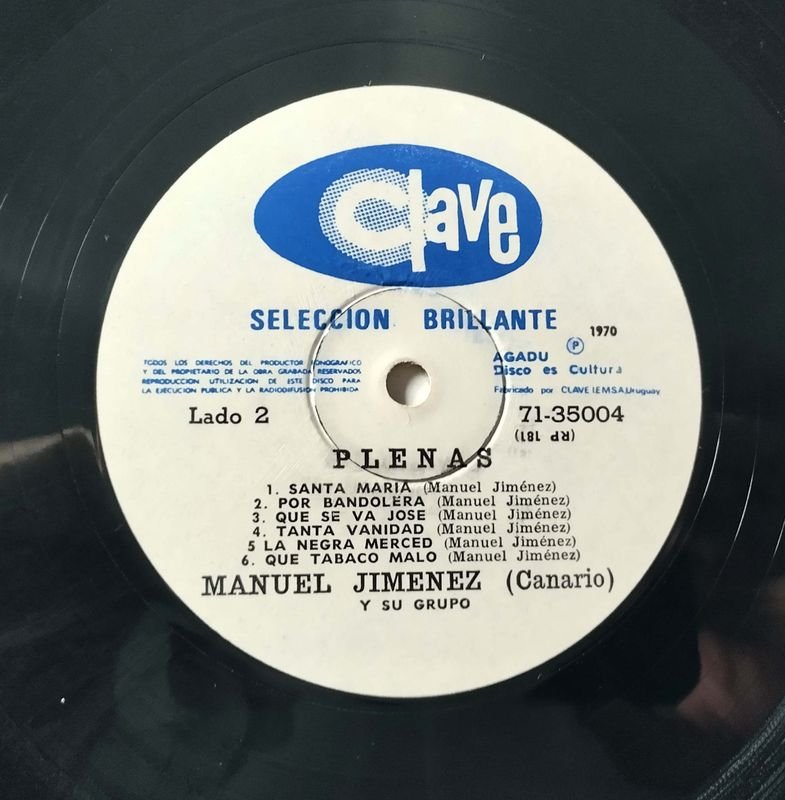 Clave
SELECCION BRILLANTE
TODOS LOS DERECHOS DEL PRODUCTOR FONOGRAFICO
Y DEL PROPIETARIO DE LA OBRA GRABADA RESERVADOS
REPRODUCCION UTILIZACION DE ESTE DISCO PARA
LA EJECUCION PUBLICA Y LA RADIODIFUSION PROHIBIDA
℗ 1970
AGADU
Disco es Cultura
Fabricado por CLAVE I.E.M.S.A. Uruguay
Lado 2
71-35004
(RP 181)
PLENAS
1. SANTA MARIA (Manuel Jiménez)
2. POR BANDOLERA (Manuel Jiménez)
3. QUE SE VA JOSE (Manuel Jiménez)
4. TANTA VANIDAD (Manuel Jiménez)
5 LA NEGRA MERCED (Manuel Jiménez)
6. QUE TABACO MALO (Manuel Jiménez)
MANUEL JIMENEZ (Canario)
Y SU GRUPO